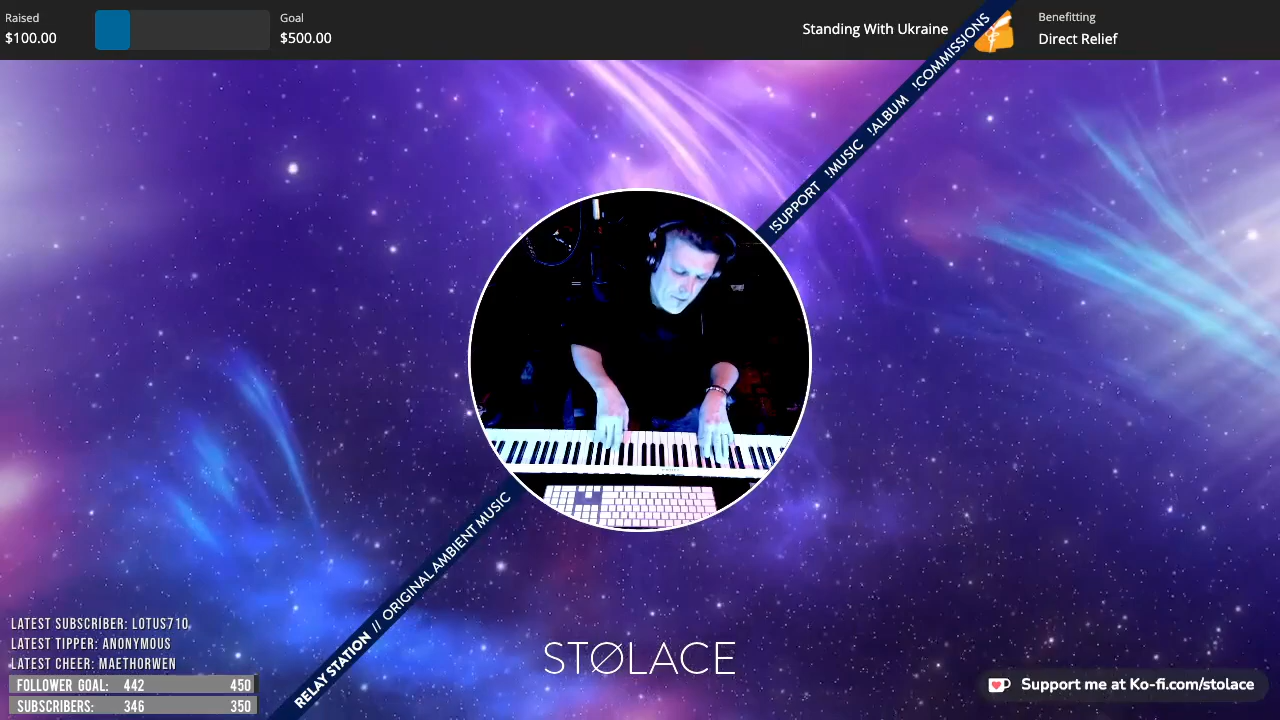 Raised
$100.00
Goal
$500.00
Standing With Ukraine
Benefitting
Direct Relief
!SUPPORT !MUSIC !ALBUM !COMMISSIONS
RELAY STATION // ORIGINAL AMBIENT MUSIC
STØLACE
LATEST SUBSCRIBER: LOTUS710
LATEST TIPPER: ANONYMOUS
LATEST CHEER: MAETHORWEN
FOLLOWER GOAL: 442 450
SUBSCRIBERS: 346 350
Support me at Ko-fi.com/stolace